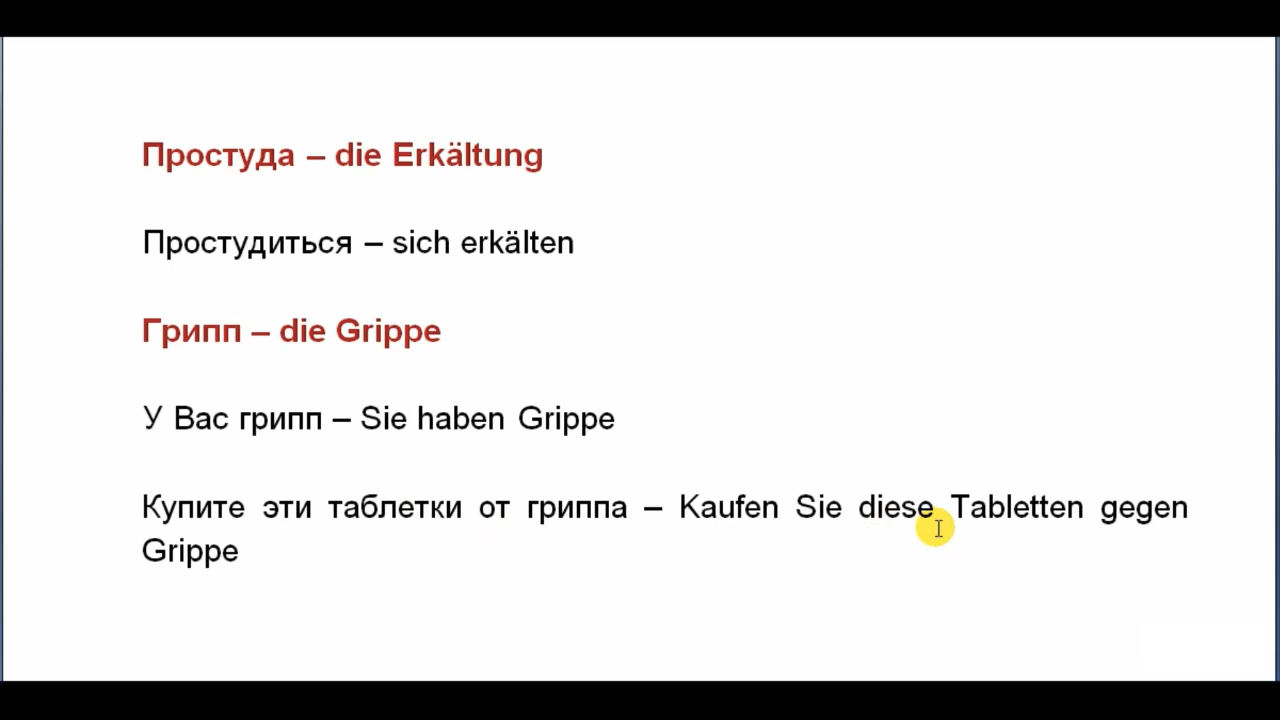 Простуда – die Erkältung
Простудиться – sich erkälten
Грипп – die Grippe
У Вас грипп – Sie haben Grippe
Купите эти таблетки от гриппа – Kaufen Sie diese Tabletten gegen
Grippe